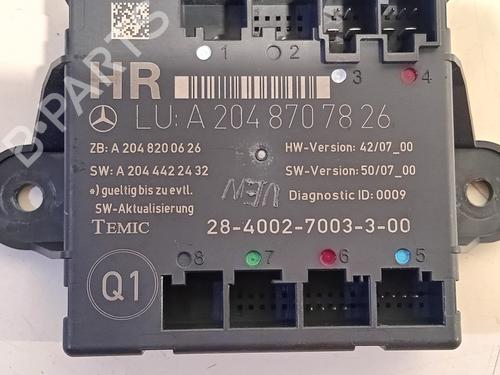 1 2 3 4
HR
LU: A 204 870 78 26
ZB: A 204 820 06 26
HW-Version: 42/07_00
SW: A 204 442 24 32
SW-Version: 50/07_00
*) gueltig bis zu evtl.
SW-Aktualisierung
Diagnostic ID: 0009
TEMIC
28-4002-7003-3-00
Q1
8 7 6 5
B-PARTS